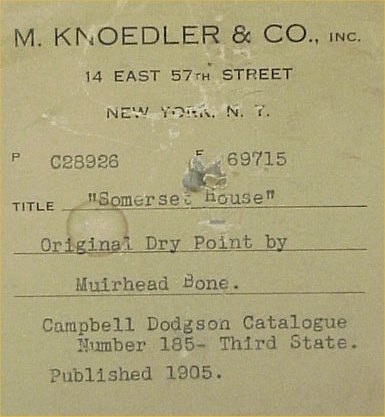 M. KNOEDLER & CO., INC.
14 EAST 57TH STREET
NEW YORK, N. Y.
P C28926 F 69715
TITLE "Somerset House"
Original Dry Point by
Muirhead Bone.
Campbell Dodgson Catalogue
Number 185- Third State.
Published 1905.